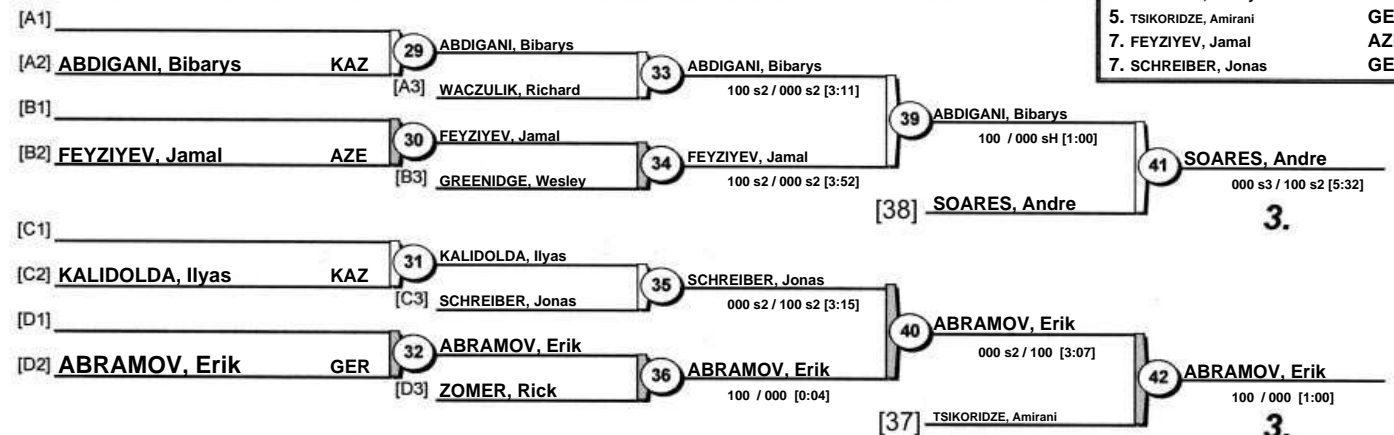 5. TSIKORIDZE, Amirani GE
7. FEYZIYEV, Jamal AZ
7. SCHREIBER, Jonas GE
[A1]
29 ABDIGANI, Bibarys
[A2] ABDIGANI, Bibarys KAZ
33 ABDIGANI, Bibarys
[A3] WACZULIK, Richard
100 s2 / 000 s2 [3:11]
[B1]
39 ABDIGANI, Bibarys
100 / 000 sH [1:00]
30 FEYZIYEV, Jamal
[B2] FEYZIYEV, Jamal AZE
34 FEYZIYEV, Jamal
[B3] GREENIDGE, Wesley
100 s2 / 000 s2 [3:52]
41 SOARES, Andre
000 s3 / 100 s2 [5:32]
[38] SOARES, Andre
3.
[C1]
31 KALIDOLDA, Ilyas
[C2] KALIDOLDA, Ilyas KAZ
35 SCHREIBER, Jonas
[C3] SCHREIBER, Jonas
000 s2 / 100 s2 [3:15]
[D1]
40 ABRAMOV, Erik
000 s2 / 100 [3:07]
32 ABRAMOV, Erik
[D2] ABRAMOV, Erik GER
36 ABRAMOV, Erik
[D3] ZOMER, Rick
100 / 000 [0:04]
42 ABRAMOV, Erik
100 / 000 [1:00]
[37] TSIKORIDZE, Amirani
3.